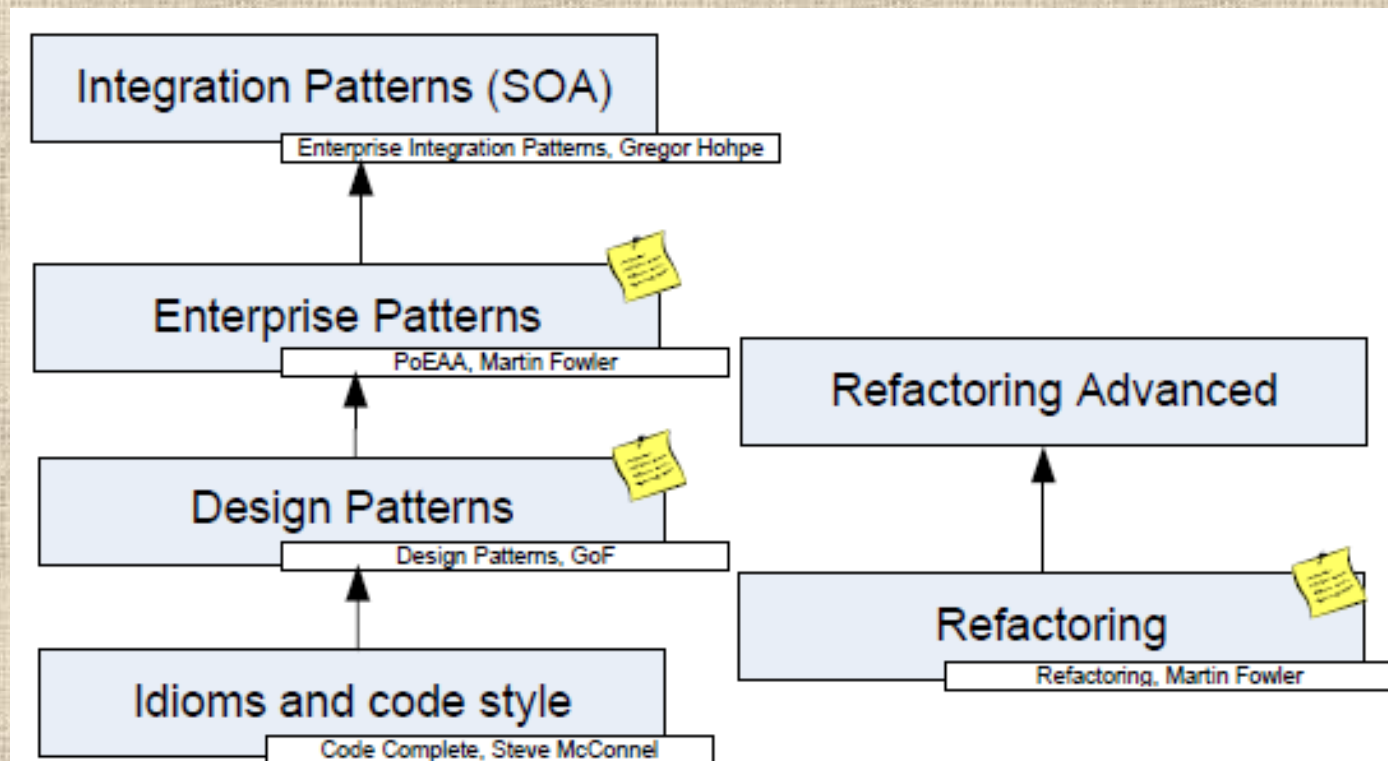 Integration Patterns (SOA)
Enterprise Integration Patterns, Gregor Hohpe
Enterprise Patterns
PoEAA, Martin Fowler
Design Patterns
Design Patterns, GoF
Idioms and code style
Code Complete, Steve McConnel
Refactoring Advanced
Refactoring
Refactoring, Martin Fowler